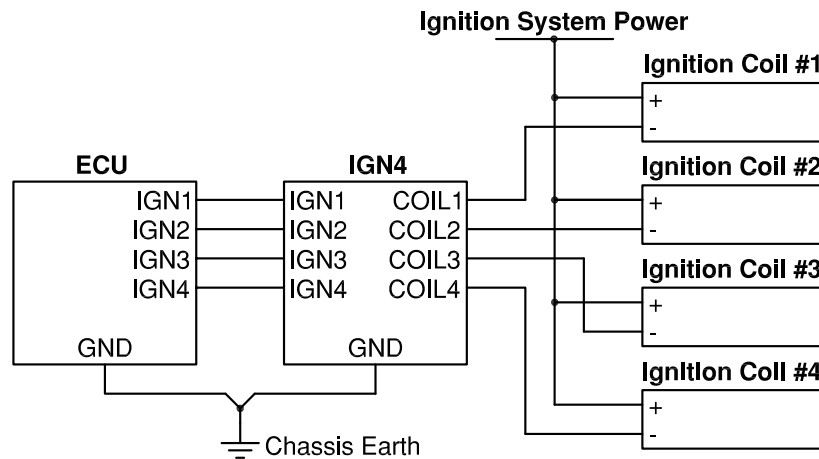 Ignition System Power
Ignition Coil #1
+
-
ECU
IGN4
Ignition Coil #2
IGN1
IGN1
COIL1
+
IGN2
IGN2
COIL2
-
IGN3
IGN3
COIL3
Ignition Coil #3
IGN4
IGN4
COIL4
+
-
GND
GND
Ignition Coil #4
+
-
Chassis Earth